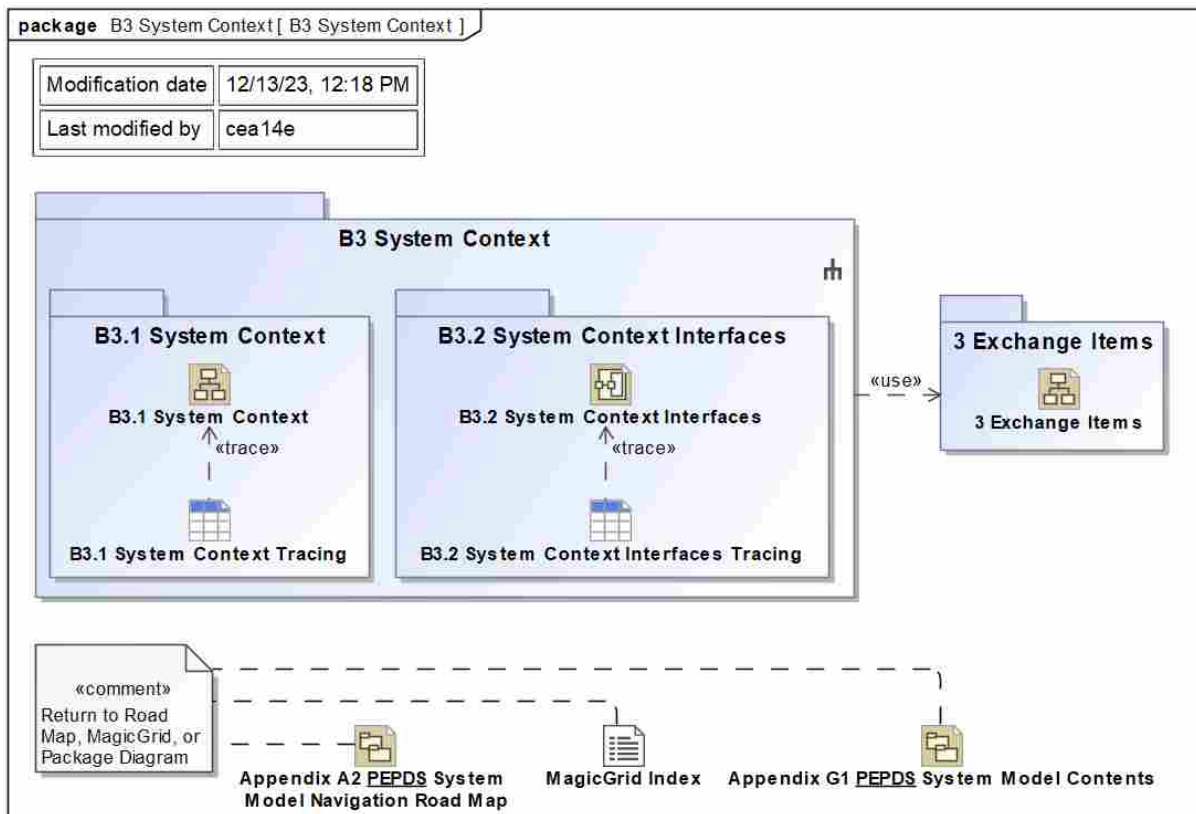 package B3 System Context [ B3 System Context ]
Modification date 12/13/23, 12:18 PM
Last modified by cea14e
B3 System Context
B3.1 System Context
B3.1 System Context
«trace»
B3.1 System Context Tracing
B3.2 System Context Interfaces
B3.2 System Context Interfaces
«trace»
B3.2 System Context Interfaces Tracing
«use»
3 Exchange Items
3 Exchange Items
«comment»
Return to Road
Map, MagicGrid, or
Package Diagram
Appendix A2 PEPDS System
Model Navigation Road Map
MagicGrid Index
Appendix G1 PEPDS System Model Contents